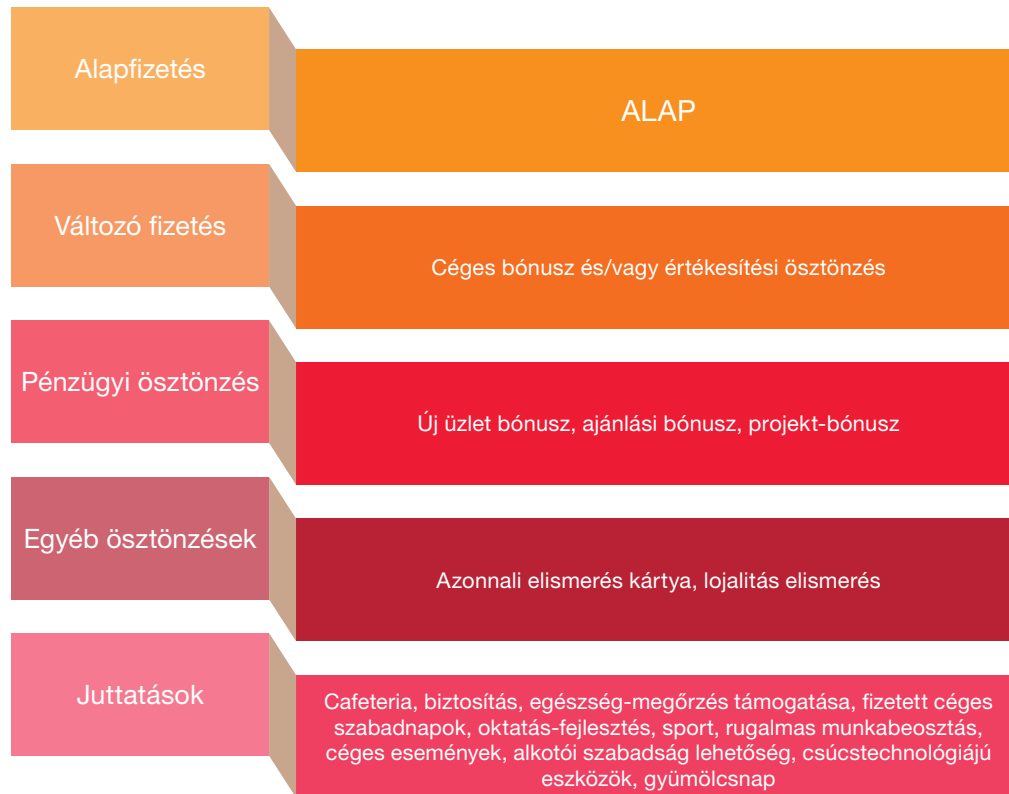 Alapfizetés
ALAP
Változó fizetés
Céges bónusz és/vagy értékesítési ösztönzés
Pénzügyi ösztönzés
Új üzlet bónusz, ajánlási bónusz, projekt-bónusz
Egyéb ösztönzések
Azonnali elismerés kártya, lojalitás elismerés
Juttatások
Cafeteria, biztosítás, egészség-megőrzés támogatása, fizetett céges
szabadnapok, oktatás-fejlesztés, sport, rugalmas munkabeosztás,
céges események, alkotói szabadság lehetőség, csúcstechnológiájú
eszközök, gyümölcsnap